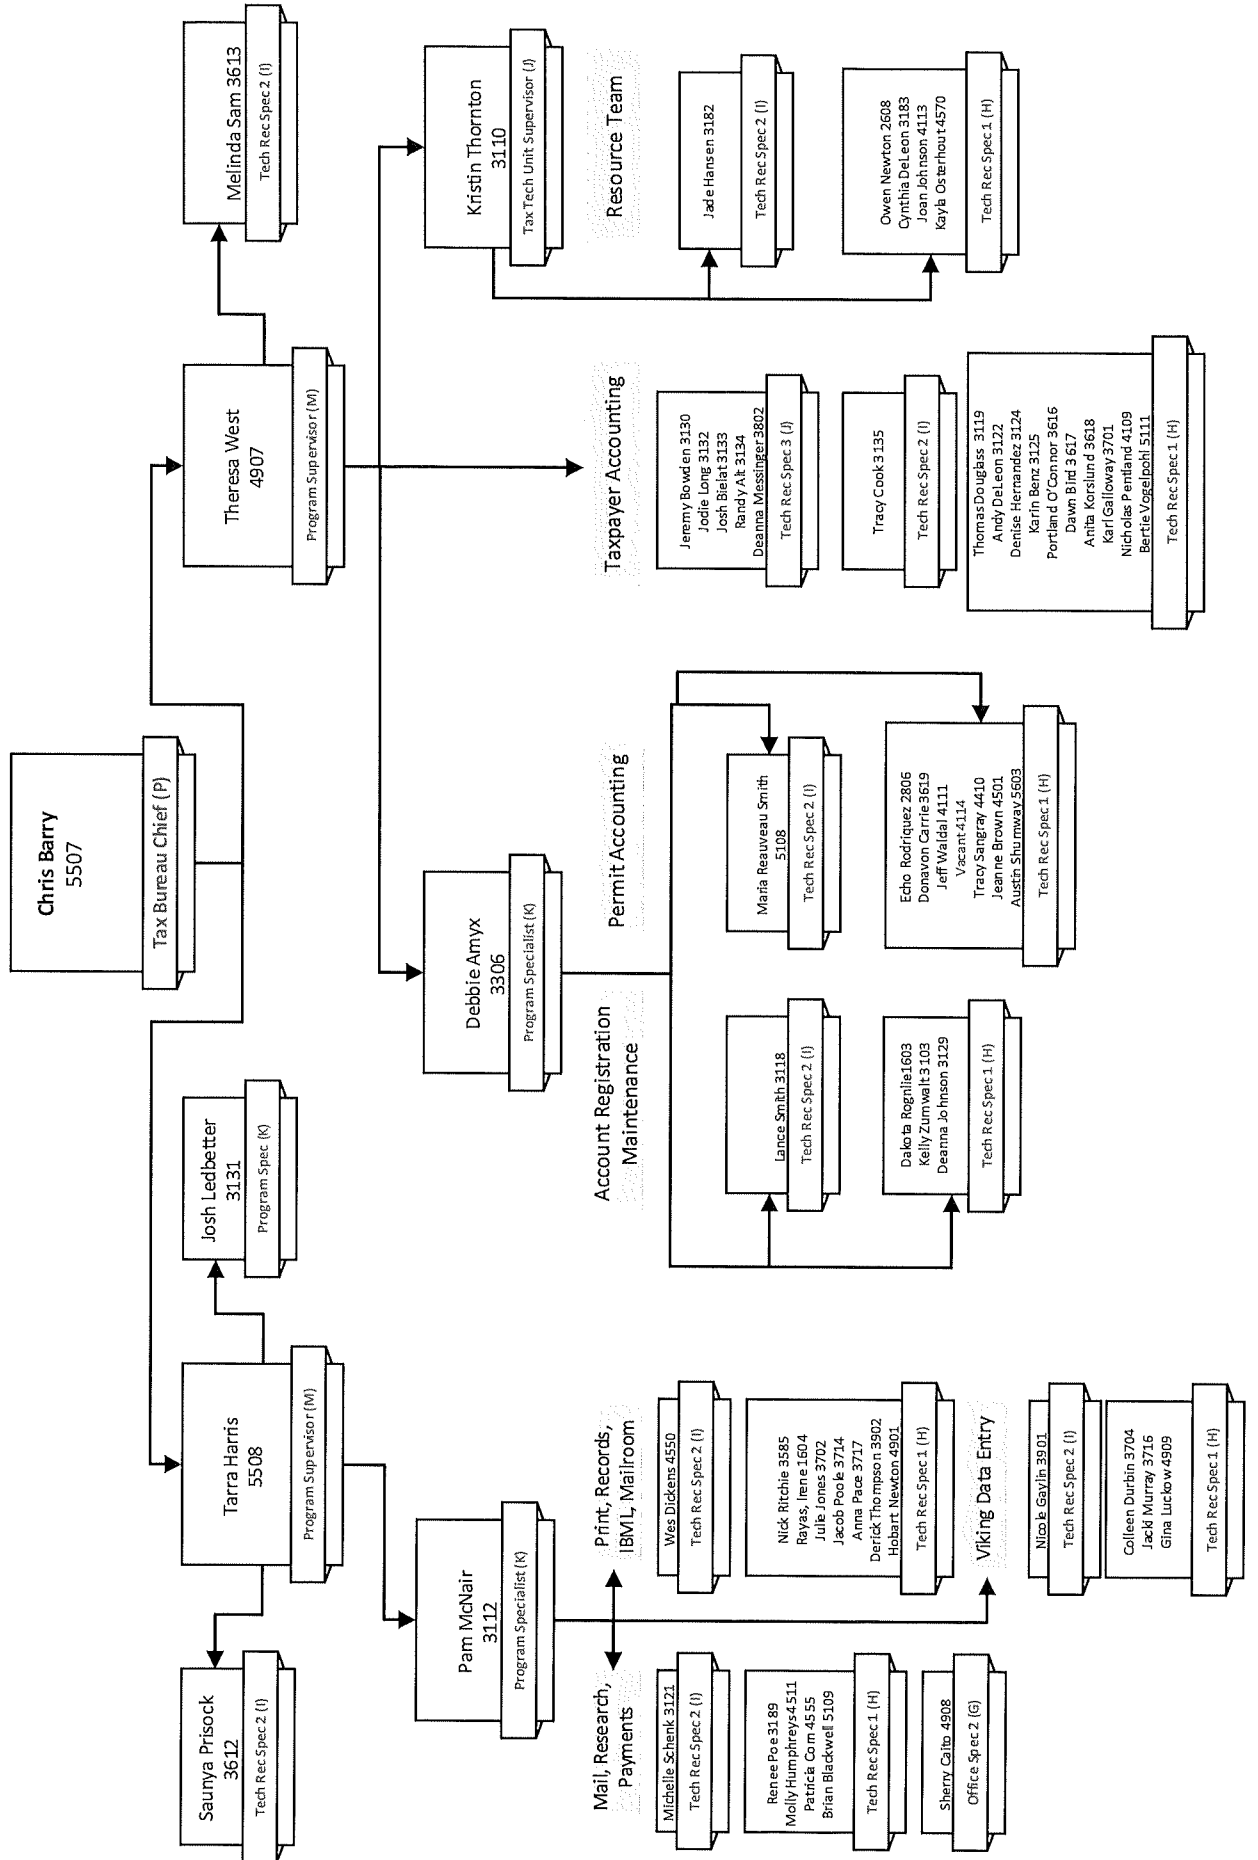 Chris Barry
5507
Tax Bureau Chief (P)
Saunya Prisock
3612
Tech Rec Spec 2 (I)
Tarra Harris
5508
Program Supervisor (M)
Josh Ledbetter
3131
Program Spec (K)
Theresa West
4907
Program Supervisor (M)
Melinda Sam 3613
Tech Rec Spec 2 (I)
Pam McNair
3112
Program Specialist (K)
Debbie Amyx
3306
Program Specialist (K)
Kristin Thornton
3110
Tax Tech Unit Supervisor (J)
Mail, Research,
Payments
Michelle Schenk 3121
Tech Rec Spec 2 (I)
Renee Poe 3189
Molly Humphreys 4511
Patricia Corn 4555
Brian Blackwell 5109
Tech Rec Spec 1 (H)
Sherry Caito 4908
Office Spec 2 (G)
Print, Records,
IBML, Mailroom
Wes Dickens 4550
Tech Rec Spec 2 (I)
Nick Ritchie 3585
Rayas, Irene 1604
Julie Jones 3702
Jacob Poole 3714
Anna Pace 3717
Derick Thompson 3902
Hobart Newton 4901
Tech Rec Spec 1 (H)
Viking Data Entry
Nicole Gaylin 3901
Tech Rec Spec 2 (I)
Colleen Durbin 3704
Jacki Murray 3716
Gina Luckow 4909
Tech Rec Spec 1 (H)
Account Registration
Maintenance
Lance Smith 3118
Tech Rec Spec 2 (I)
Dakota Rognlie 1603
Kelly Zumwalt 3103
Deanna Johnson 3129
Tech Rec Spec 1 (H)
Permit Accounting
Maria Reauveau Smith
5108
Tech Rec Spec 2 (I)
Echo Rodriquez 2806
Donavon Carrie 3619
Jeff Waldal 4111
Vacant 4114
Tracy Sangray 4410
Jeanne Brown 4501
Austin Shumway 5603
Tech Rec Spec 1 (H)
Taxpayer Accounting
Jeremy Bowden 3130
Jodie Long 3132
Josh Bielat 3133
Randy Alt 3134
Deanna Messinger 3802
Tech Rec Spec 3 (J)
Tracy Cook 3135
Tech Rec Spec 2 (I)
Thomas Douglass 3119
Andy DeLeon 3122
Denise Hernandez 3124
Karin Benz 3125
Portland O'Connor 3616
Dawn Bird 3617
Anita Korslund 3618
Karl Galloway 3701
Nicholas Pentland 4109
Bertie Vogelpohl 5111
Tech Rec Spec 1 (H)
Resource Team
Jade Hansen 3182
Tech Rec Spec 2 (I)
Owen Newton 2608
Cynthia DeLeon 3183
Joan Johnson 4113
Kayla Osterhout 4570
Tech Rec Spec 1 (H)